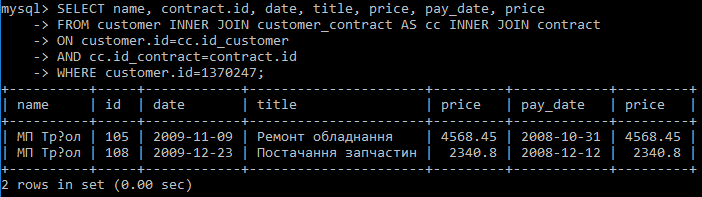 mysql> SELECT name, contract.id, date, title, price, pay_date, price
    -> FROM customer INNER JOIN customer_contract AS cc INNER JOIN contract
    -> ON customer.id=cc.id_customer
    -> AND cc.id_contract=contract.id
    -> WHERE customer.id=1370247;
+-----------+-----+------------+---------------------+---------+------------+---------+
| name      | id  | date       | title               | price   | pay_date   | price   |
+-----------+-----+------------+---------------------+---------+------------+---------+
| МП Тр?ол | 105 | 2009-11-09 | Ремонт обладнання   | 4568.45 | 2008-10-31 | 4568.45 |
| МП Тр?ол | 108 | 2009-12-23 | Постачання запчастин |  2340.8 | 2008-12-12 |  2340.8 |
+-----------+-----+------------+---------------------+---------+------------+---------+
2 rows in set (0.00 sec)